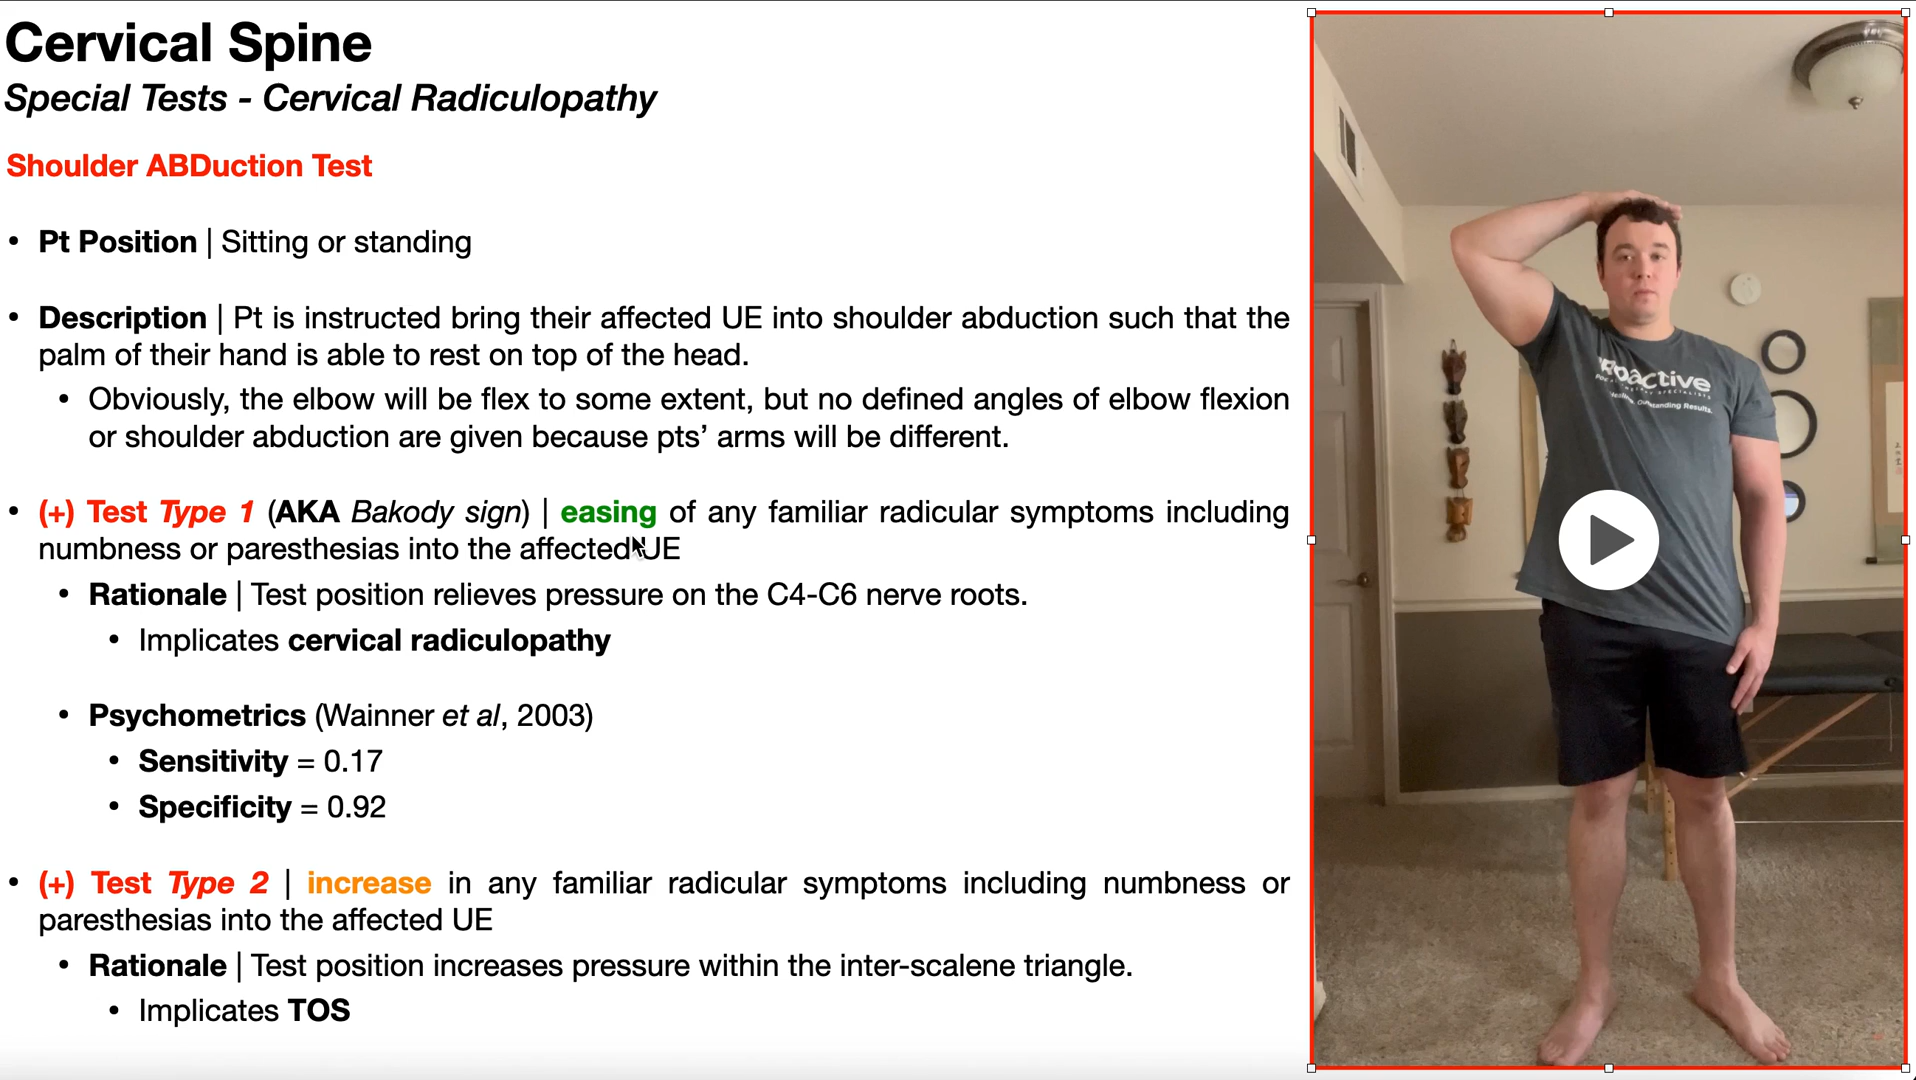 Cervical Spine
Special Tests - Cervical Radiculopathy
Shoulder ABDuction Test
• Pt Position | Sitting or standing
• Description | Pt is instructed bring their affected UE into shoulder abduction such that the
palm of their hand is able to rest on top of the head.
• Obviously, the elbow will be flex to some extent, but no defined angles of elbow flexion
or shoulder abduction are given because pts’ arms will be different.
• (+) Test Type 1 (AKA Bakody sign) | easing of any familiar radicular symptoms including
numbness or paresthesias into the affected UE
• Rationale | Test position relieves pressure on the C4-C6 nerve roots.
• Implicates cervical radiculopathy
• Psychometrics (Wainner et al, 2003)
• Sensitivity = 0.17
• Specificity = 0.92
• (+) Test Type 2 | increase in any familiar radicular symptoms including numbness or
paresthesias into the affected UE
• Rationale | Test position increases pressure within the inter-scalene triangle.
• Implicates TOS
Proactive
Outstanding Results.